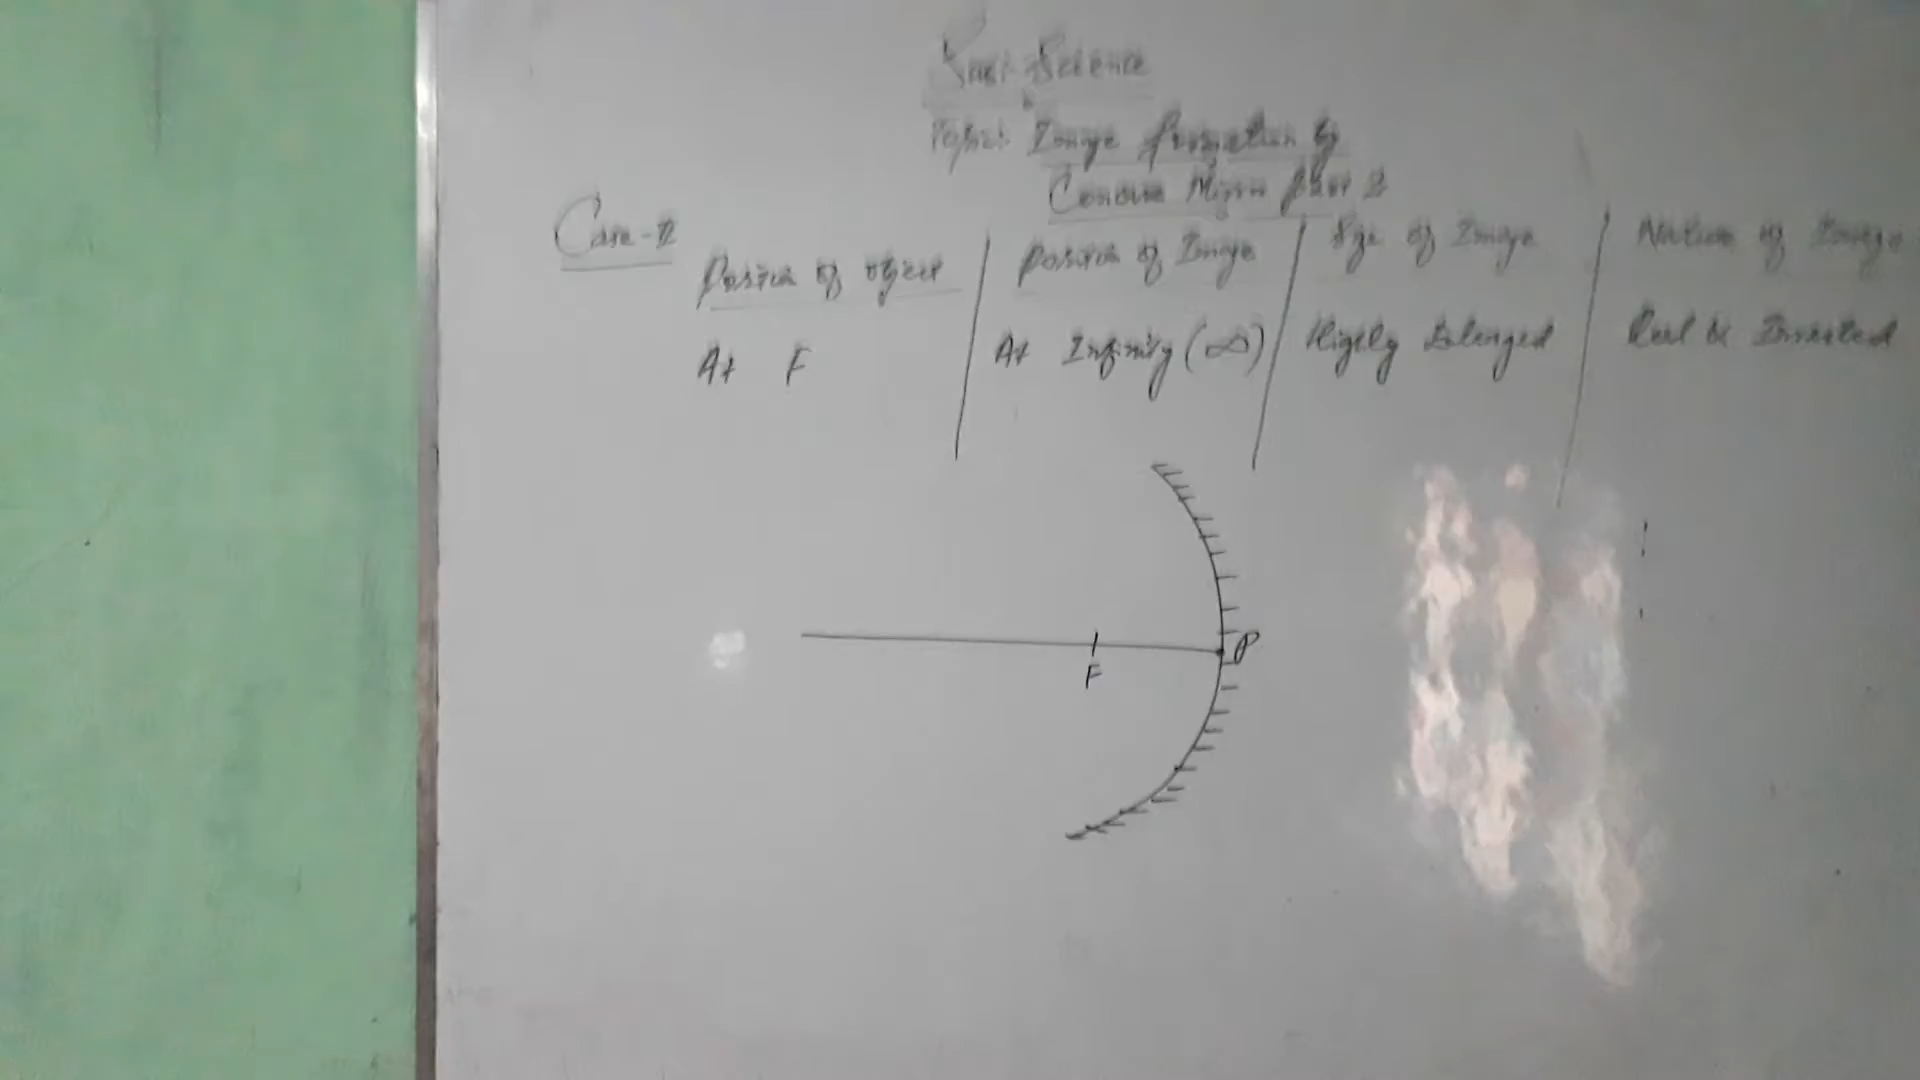 Sub:- Science
Topic: Image formation by
Concave Mirror part 2
Case-II
Position of object
Position of Image
Size of Image
Nature of Image
At F
At Infinity (∞)
Highly Enlarged
Real & Inverted
P
F